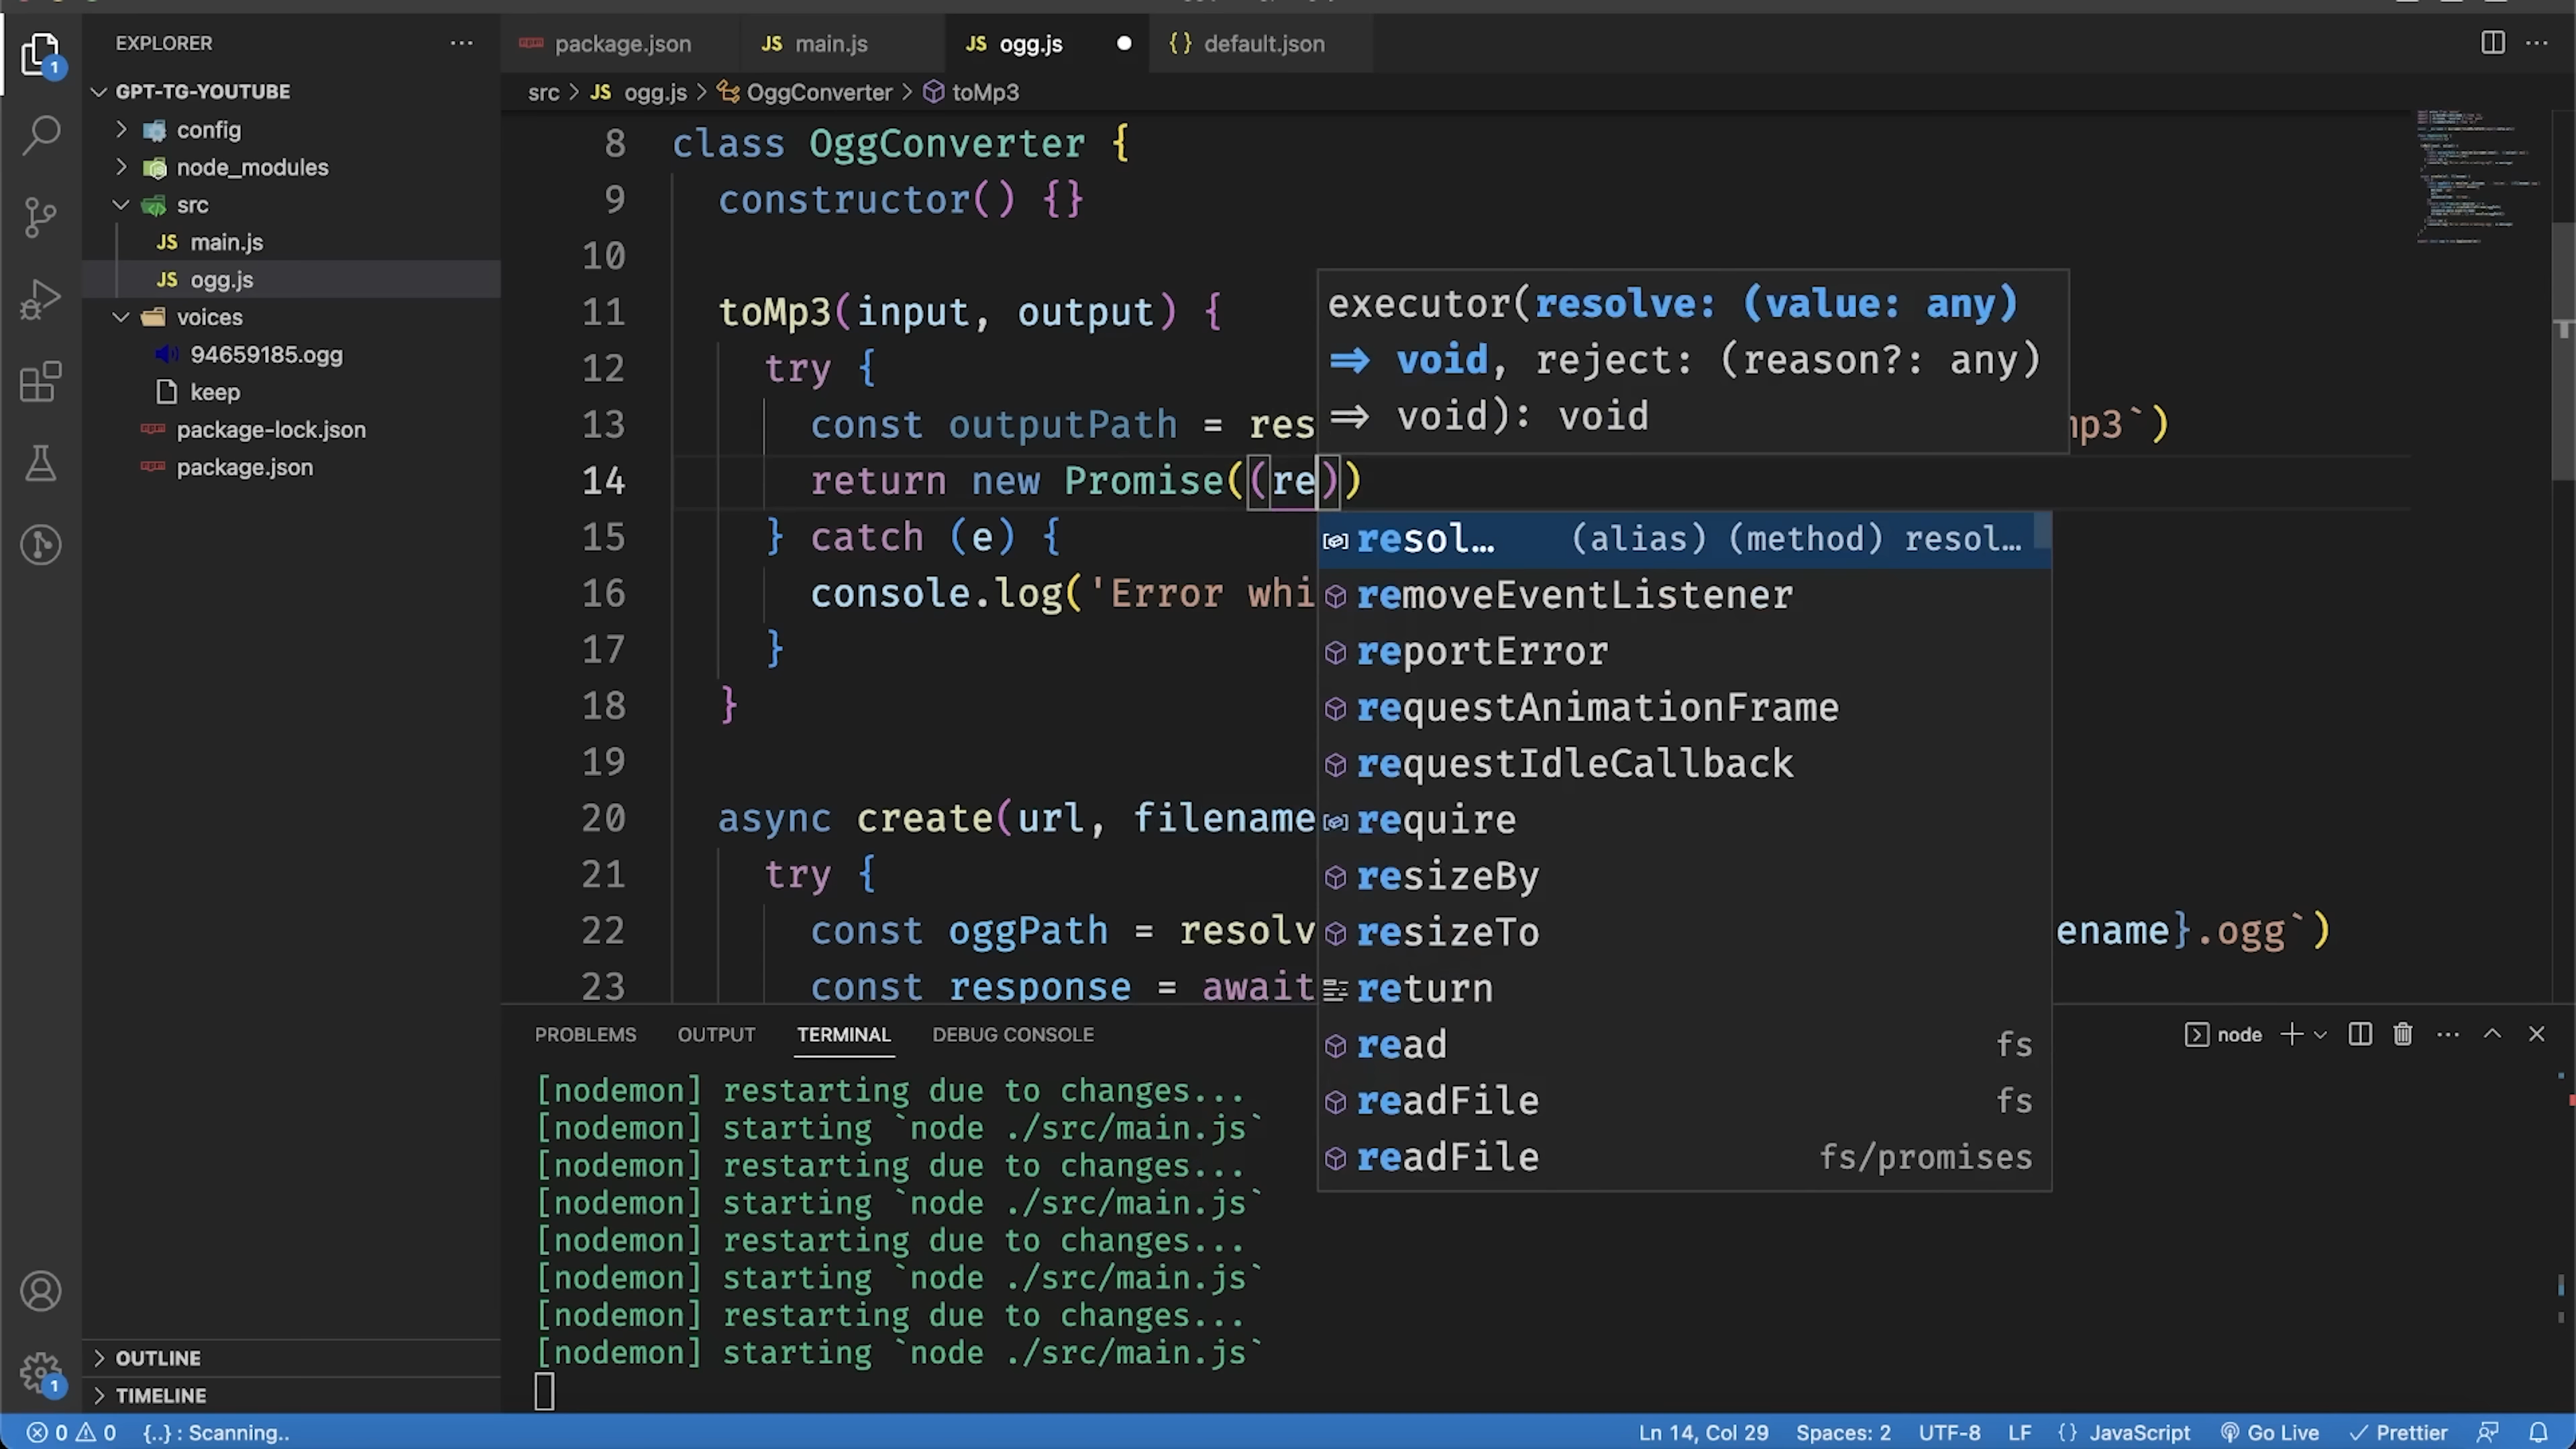 EXPLORER
package.json
JS main.js
JS ogg.js
{} default.json
GPT-TG-YOUTUBE
config
node_modules
src
JS main.js
JS ogg.js
voices
94659185.ogg
keep
package-lock.json
package.json
OUTLINE
TIMELINE
1
1
src > JS ogg.js > OggConverter > toMp3
8 class OggConverter {
9 constructor() {}
10
11 toMp3(input, output) {
12 try {
13 const outputPath = res mp3`)
14 return new Promise((re))
15 } catch (e) {
16 console.log('Error whi
17 }
18 }
19
20 async create(url, filename
21 try {
22 const oggPath = resolv ename}.ogg`)
23 const response = await
executor(resolve: (value: any)
⇒ void, reject: (reason?: any)
⇒ void): void
resol… (alias) (method) resol…
removeEventListener
reportError
requestAnimationFrame
requestIdleCallback
require
resizeBy
resizeTo
return
read fs
readFile fs
readFile fs/promises
PROBLEMS OUTPUT TERMINAL DEBUG CONSOLE node
[nodemon] restarting due to changes...
[nodemon] starting `node ./src/main.js`
[nodemon] restarting due to changes...
[nodemon] starting `node ./src/main.js`
[nodemon] restarting due to changes...
[nodemon] starting `node ./src/main.js`
[nodemon] restarting due to changes...
[nodemon] starting `node ./src/main.js`
0 0 {..} : Scanning.. Ln 14, Col 29 Spaces: 2 UTF-8 LF {} JavaScript Go Live Prettier